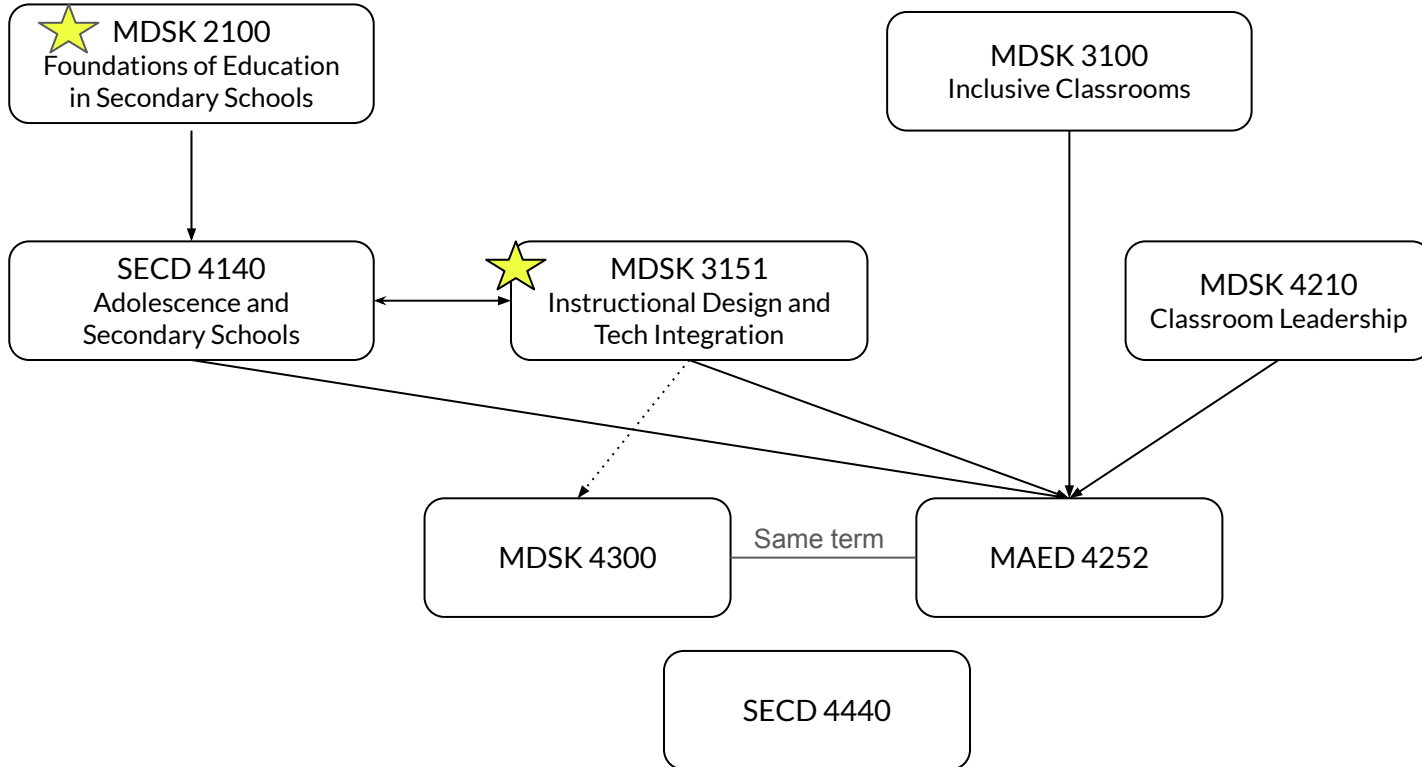 MDSK 2100
Foundations of Education
in Secondary Schools
MDSK 3100
Inclusive Classrooms
SECD 4140
Adolescence and
Secondary Schools
MDSK 3151
Instructional Design and
Tech Integration
MDSK 4210
Classroom Leadership
MDSK 4300
Same term
MAED 4252
SECD 4440